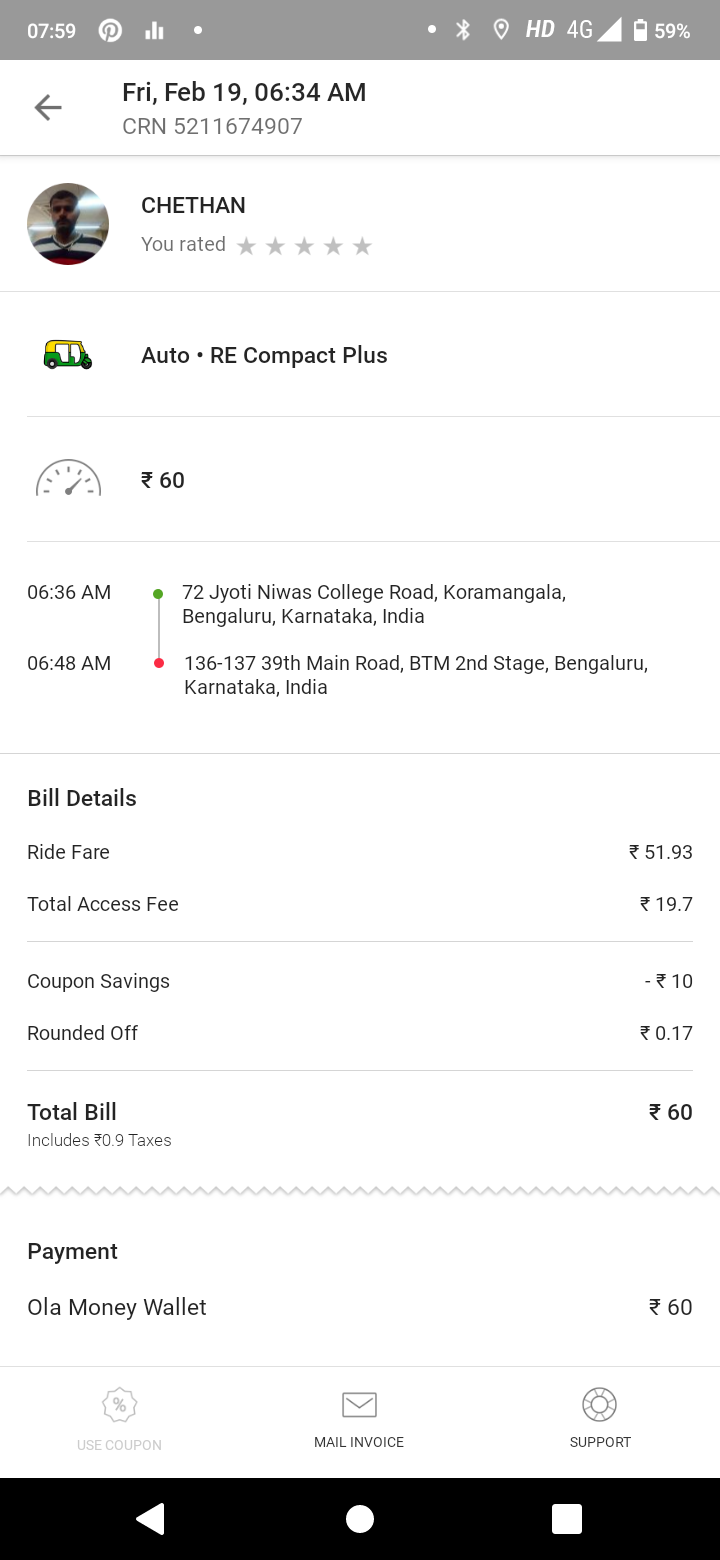 07:59 HD 4G 59%
Fri, Feb 19, 06:34 AM
CRN 5211674907
CHETHAN
You rated
Auto • RE Compact Plus
₹ 60
06:36 AM 72 Jyoti Niwas College Road, Koramangala,
Bengaluru, Karnataka, India
06:48 AM 136-137 39th Main Road, BTM 2nd Stage, Bengaluru,
Karnataka, India
Bill Details
Ride Fare ₹ 51.93
Total Access Fee ₹ 19.7
Coupon Savings - ₹ 10
Rounded Off ₹ 0.17
Total Bill ₹ 60
Includes ₹0.9 Taxes
Payment
Ola Money Wallet ₹ 60
USE COUPON MAIL INVOICE SUPPORT